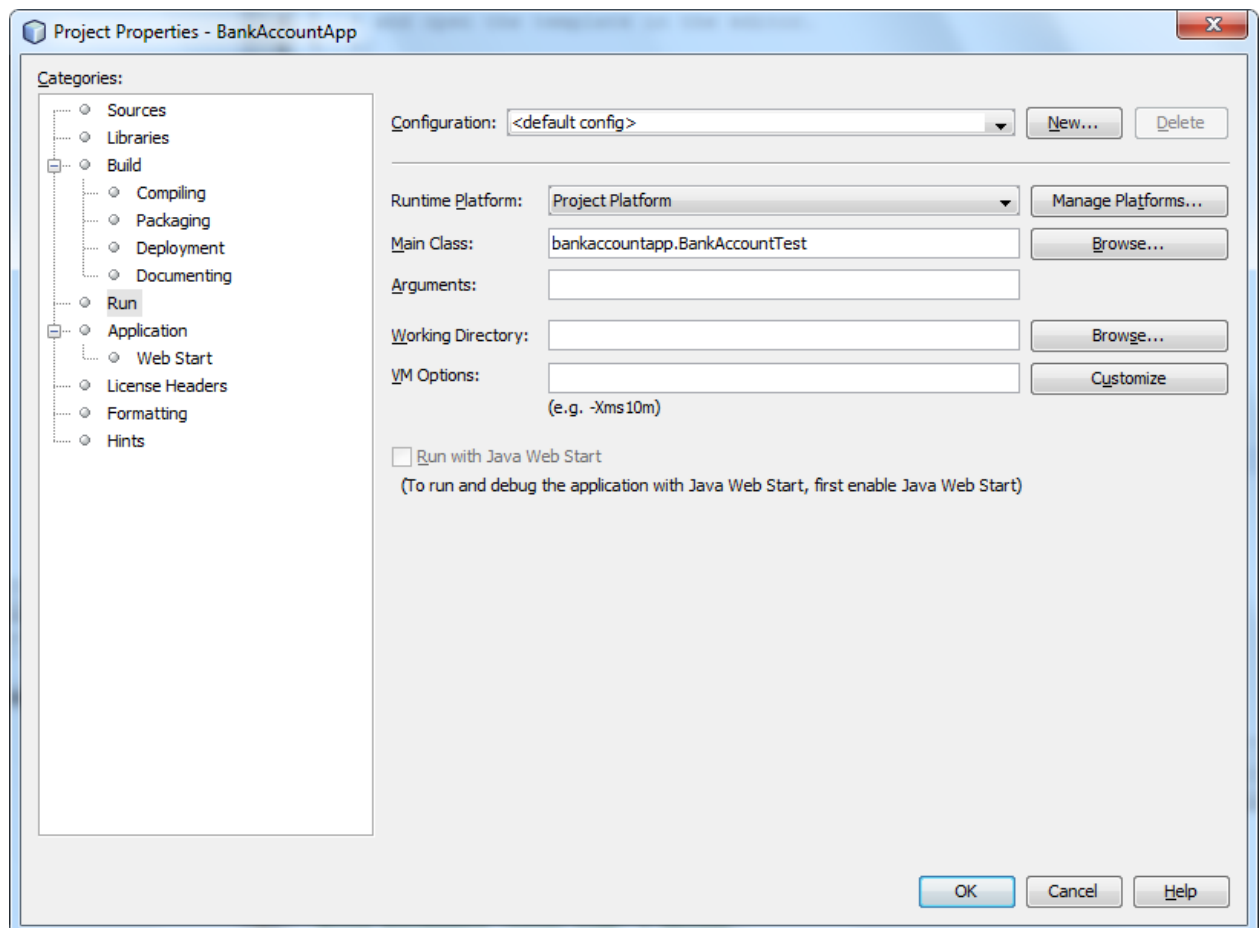 Project Properties - BankAccountApp
Categories:
Sources
Libraries
Build
Compiling
Packaging
Deployment
Documenting
Run
Application
Web Start
License Headers
Formatting
Hints
Configuration: <default config> New... Delete
Runtime Platform: Project Platform Manage Platforms...
Main Class: bankaccountapp.BankAccountTest Browse...
Arguments:
Working Directory: Browse...
VM Options: Customize
(e.g. -Xms10m)
Run with Java Web Start
(To run and debug the application with Java Web Start, first enable Java Web Start)
OK Cancel Help